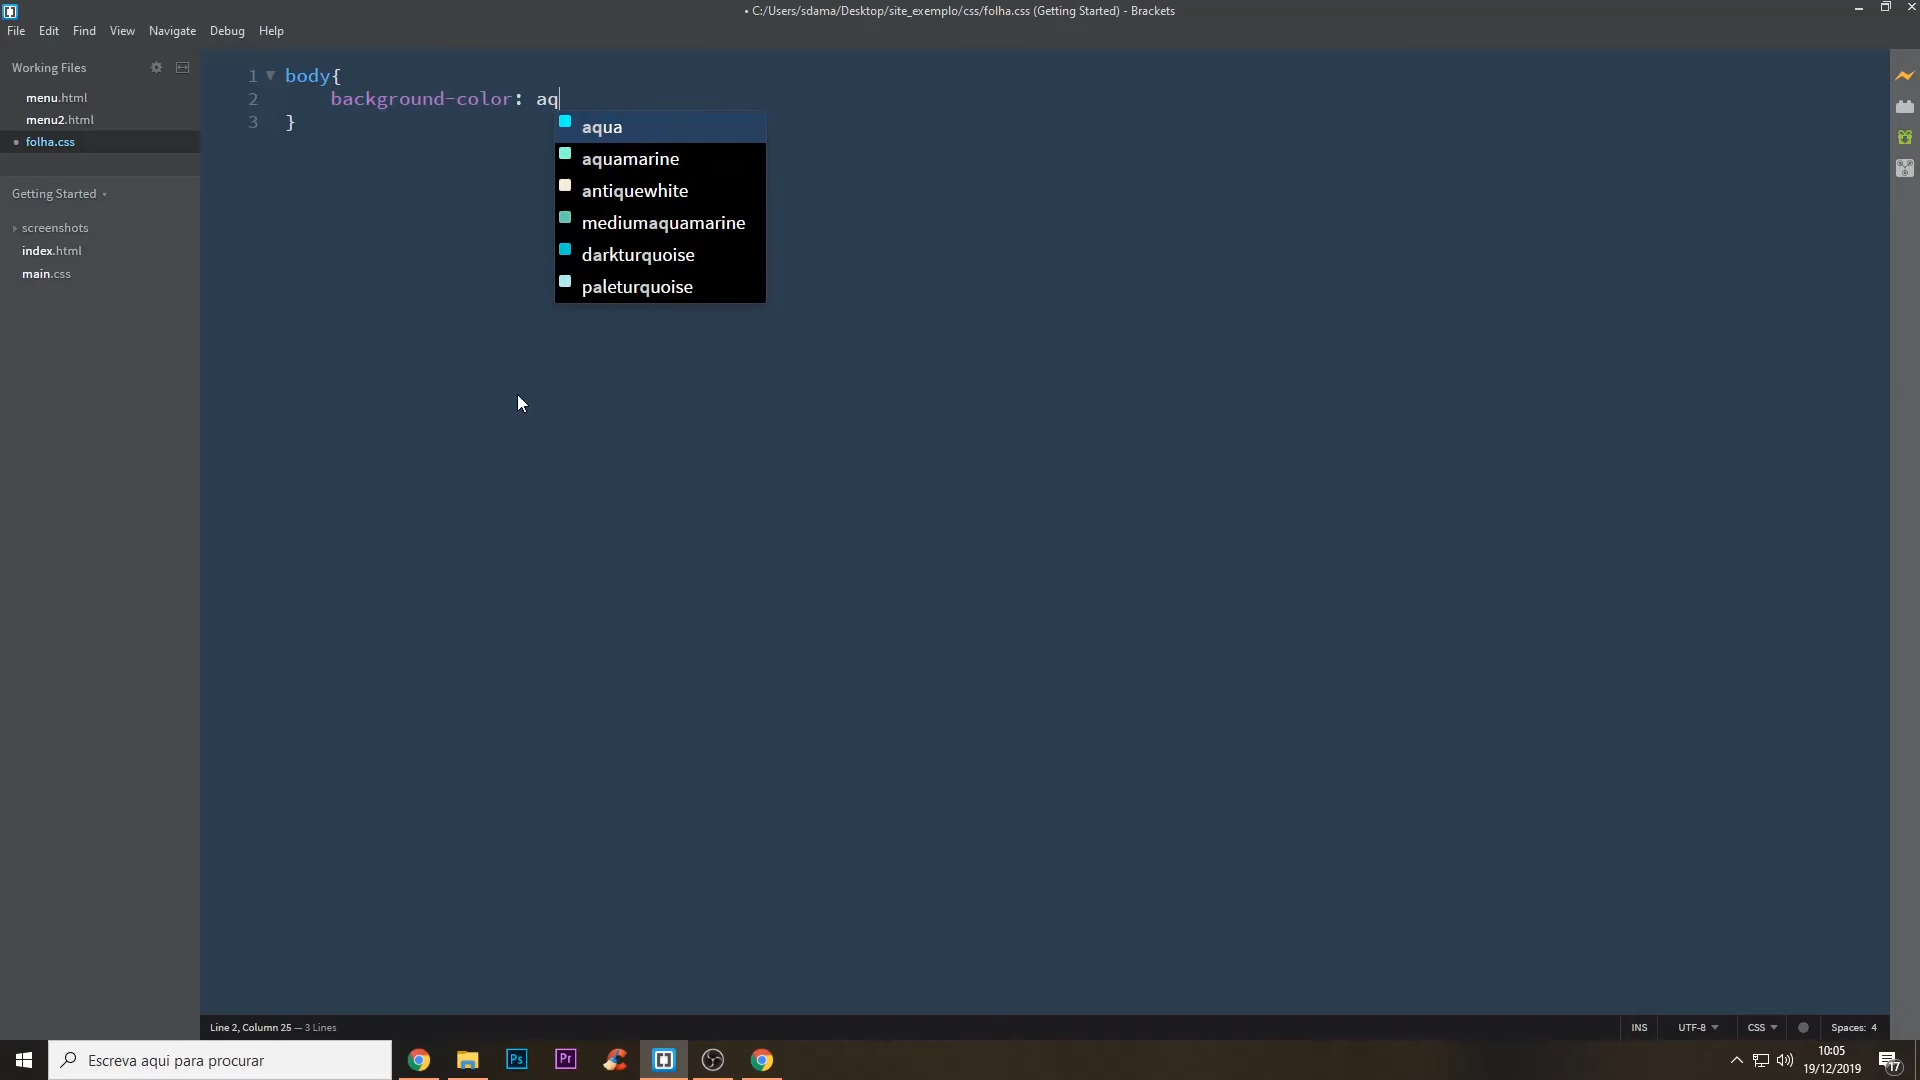 • C:/Users/sdama/Desktop/site_exemplo/css/folha.css (Getting Started) - Brackets
File Edit Find View Navigate Debug Help
Working Files
menu.html
menu2.html
• folha.css
Getting Started
screenshots
index.html
main.css
1 body{
2 background-color: aq
3 }
aqua
aquamarine
antiquewhite
mediumaquamarine
darkturquoise
paleturquoise
Line 2, Column 25 — 3 Lines
INS UTF-8 CSS Spaces: 4
Escreva aqui para procurar
Ps
Pr
10:05
19/12/2019
17